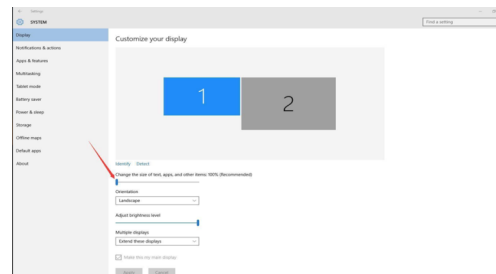 Settings
SYSTEM
Find a setting
Display
Notifications & actions
Apps & features
Multitasking
Tablet mode
Battery saver
Power & sleep
Storage
Offline maps
Default apps
About
Customize your display
1
2
Identify Detect
Change the size of text, apps, and other items: 100% (Recommended)
Orientation
Landscape
Adjust brightness level
Multiple displays
Extend these displays
Make this my main display
Apply Cancel